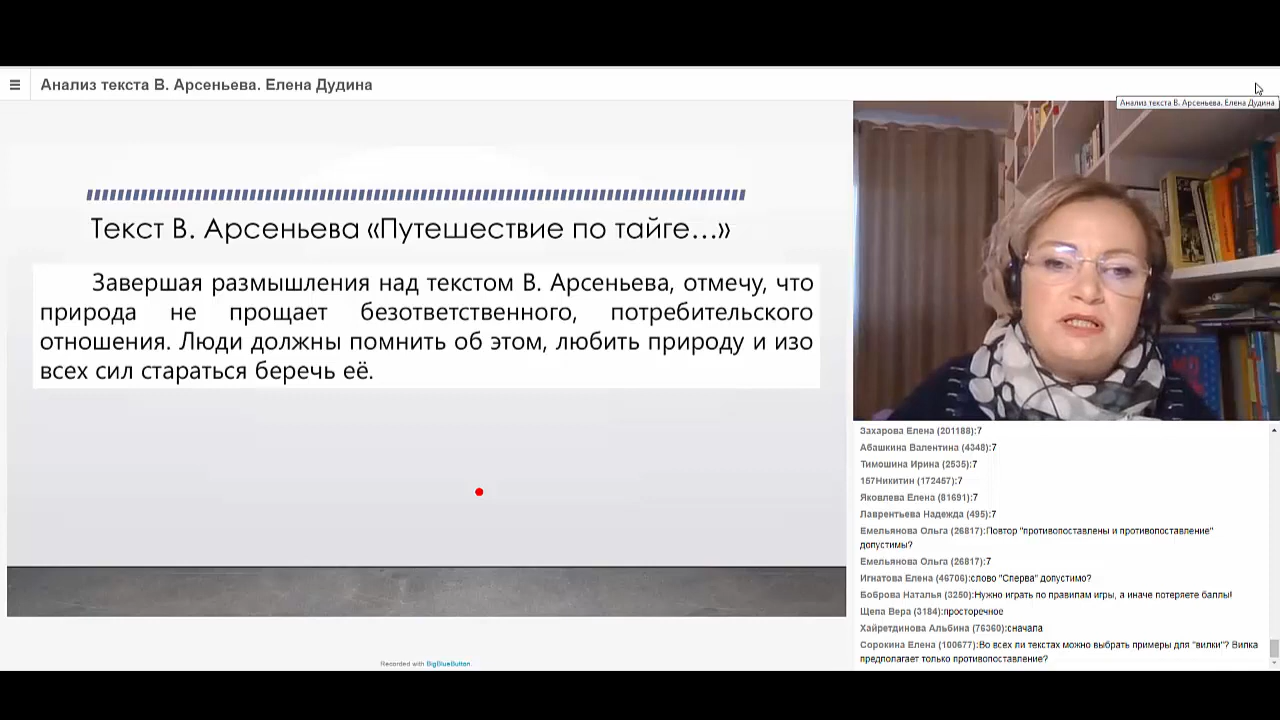 Анализ текста В. Арсеньева. Елена Дудина
Анализ текста В. Арсеньева. Елена Дудина
Текст В. Арсеньева «Путешествие по тайге...»
Завершая размышления над текстом В. Арсеньева, отмечу, что
природа не прощает безответственного, потребительского
отношения. Люди должны помнить об этом, любить природу и изо
всех сил стараться беречь её.
Захарова Елена (201188):7
Абашкина Валентина (4348):7
Тимошина Ирина (2535):7
157Никитин (172457):7
Яковлева Елена (81691):7
Лаврентьева Надежда (495):7
Емельянова Ольга (26817):Повтор "противопоставлены и противопоставление"
допустимы?
Емельянова Ольга (26817):7
Игнатова Елена (46706):слово "Сперва" допустимо?
Боброва Наталья (3250):Нужно играть по правилам игры, а иначе потеряете баллы!
Щепа Вера (3184):просторечное
Хайретдинова Альбина (76360):сначала
Сорокина Елена (100677):Во всех ли текстах можно выбрать примеры для "вилки"? Вилка
предполагает только противопоставление?
Recorded with BigBlueButton.